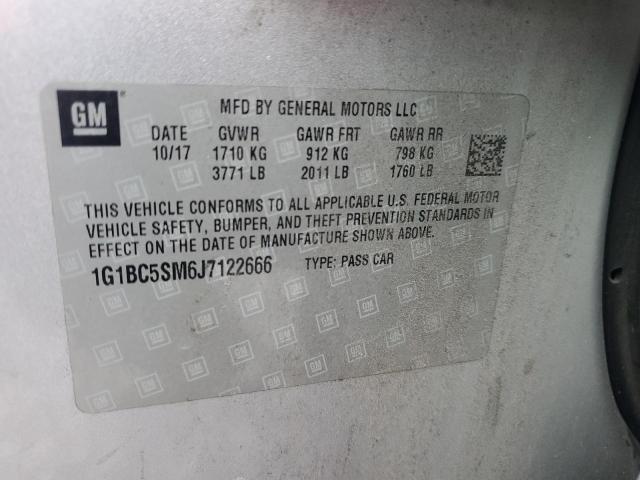 GM
MFD BY GENERAL MOTORS LLC
DATE GVWR GAWR FRT GAWR RR
10/17 1710 KG 912 KG 798 KG
3771 LB 2011 LB 1760 LB
THIS VEHICLE CONFORMS TO ALL APPLICABLE U.S. FEDERAL MOTOR
VEHICLE SAFETY, BUMPER, AND THEFT PREVENTION STANDARDS IN
EFFECT ON THE DATE OF MANUFACTURE SHOWN ABOVE.
1G1BC5SM6J7122666 TYPE: PASS CAR